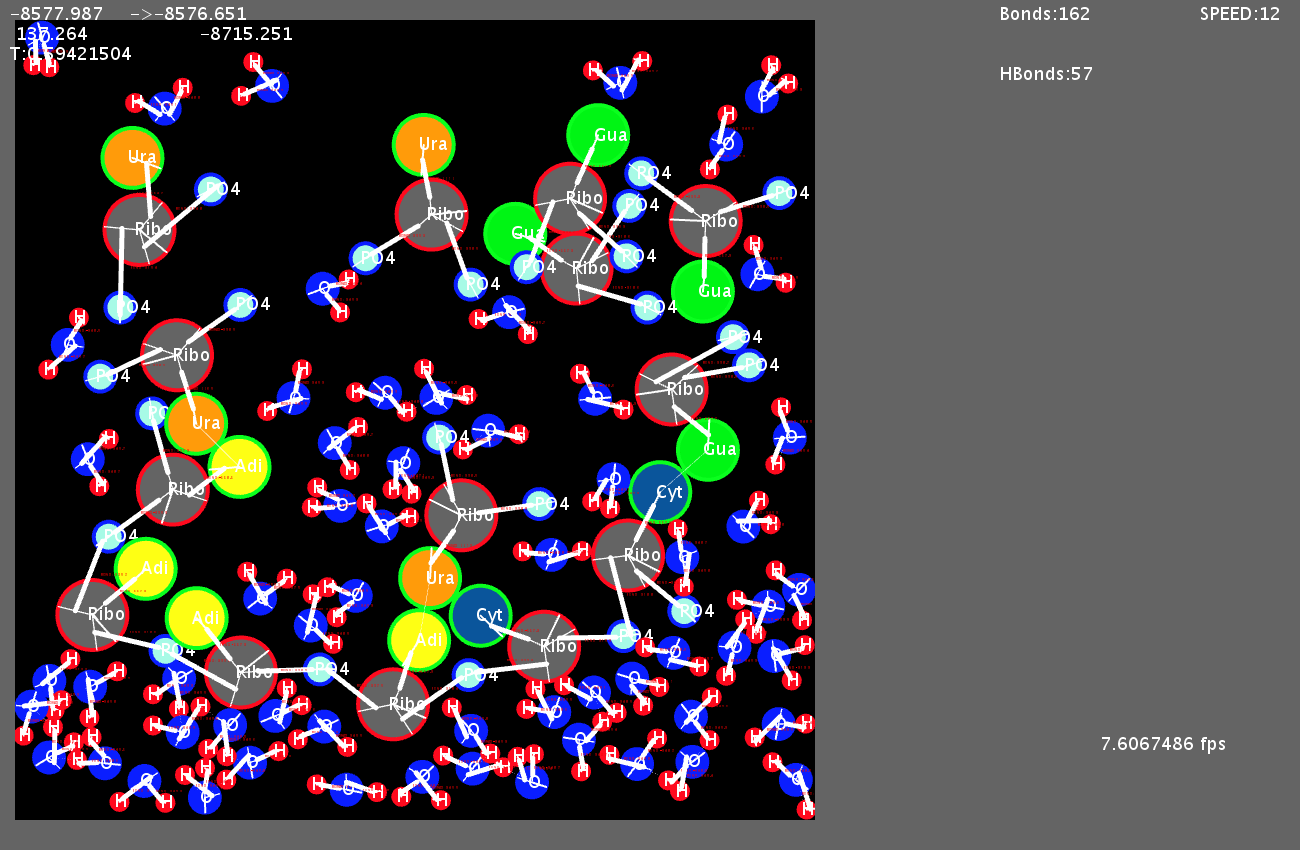 -8577.987 ->-8576.651 Bonds:162 SPEED:12
137.264 -8715.251
T:0.59421504 HBonds:57
O
H H
H H H H H
O O O O O
H H H H
Ura Ura Gua
H O
H
PO4 PO4 PO4
Ribo Ribo Ribo PO4 Ribo
Gua
PO4 PO4 Ribo PO4 H
O H
O H PO4 Gua
PO4 PO4 H H O PO4
H O H PO4
Ribo Ribo
H PO4 H H H PO4
PO4 H O H O O H O H
H O H H H
Ura H O PO4 O H Gua O
H Adi H O H H
O Ribo H H O H H O H Cyt H
H H O H O H Ribo PO4 H H O H
PO4 H O H Ribo H O
Adi Ura H
Ribo Adi H O H H O H Cyt PO4 H O H O
H O H Adi Ribo PO4 H O H
PO4 Ribo PO4 PO4 H O H O H
H O H O H O H Ribo H O H O H H
O H H O H O H H O H H O H O H
H O H O H O H O H O H O H
H O H O H O H O H O H O H O
H H O H O H O H H O H O H
7.6067486 fps